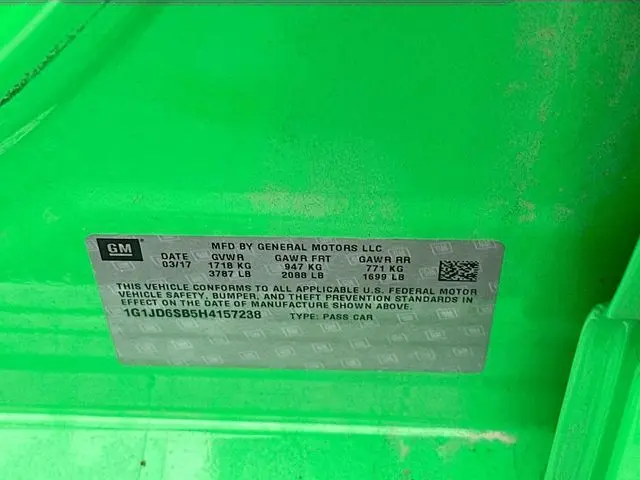 GM
MFD BY GENERAL MOTORS LLC
DATE GVWR GAWR FRT GAWR RR
03/17 1718 KG 947 KG 771 KG
3787 LB 2088 LB 1699 LB
THIS VEHICLE CONFORMS TO ALL APPLICABLE U.S. FEDERAL MOTOR
VEHICLE SAFETY, BUMPER, AND THEFT PREVENTION STANDARDS IN
EFFECT ON THE DATE OF MANUFACTURE SHOWN ABOVE.
1G1JD6SB5H4157238 TYPE: PASS CAR